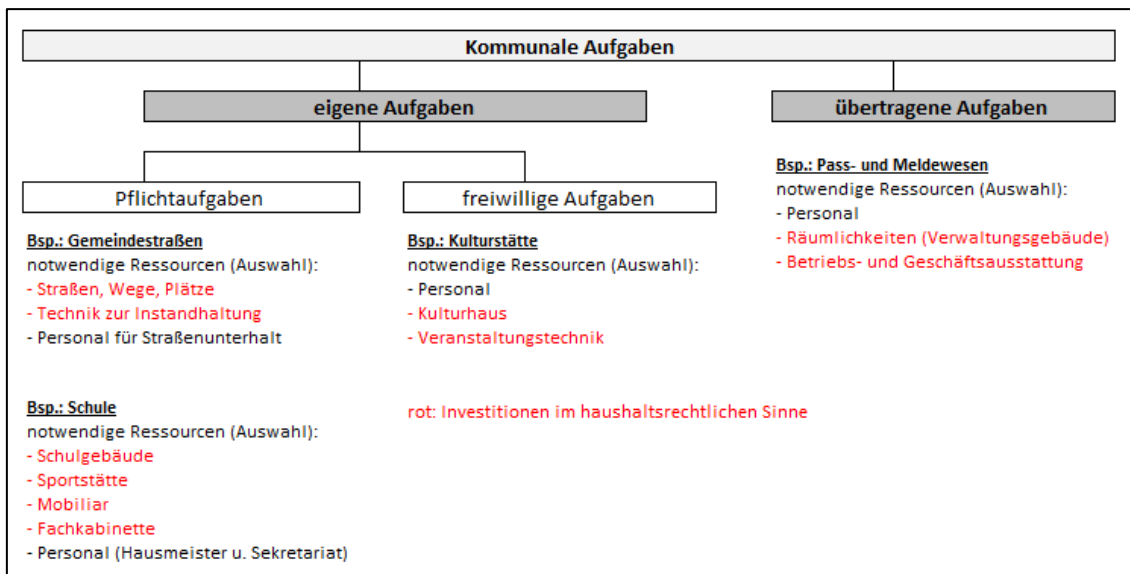 Kommunale Aufgaben
eigene Aufgaben
übertragene Aufgaben
Pflichtaufgaben
freiwillige Aufgaben
Bsp.: Gemeindestraßen
notwendige Ressourcen (Auswahl):
- Straßen, Wege, Plätze
- Technik zur Instandhaltung
- Personal für Straßenunterhalt
Bsp.: Schule
notwendige Ressourcen (Auswahl):
- Schulgebäude
- Sportstätte
- Mobiliar
- Fachkabinette
- Personal (Hausmeister u. Sekretariat)
Bsp.: Kulturstätte
notwendige Ressourcen (Auswahl):
- Personal
- Kulturhaus
- Veranstaltungstechnik
rot: Investitionen im haushaltsrechtlichen Sinne
Bsp.: Pass- und Meldewesen
notwendige Ressourcen (Auswahl):
- Personal
- Räumlichkeiten (Verwaltungsgebäude)
- Betriebs- und Geschäftsausstattung